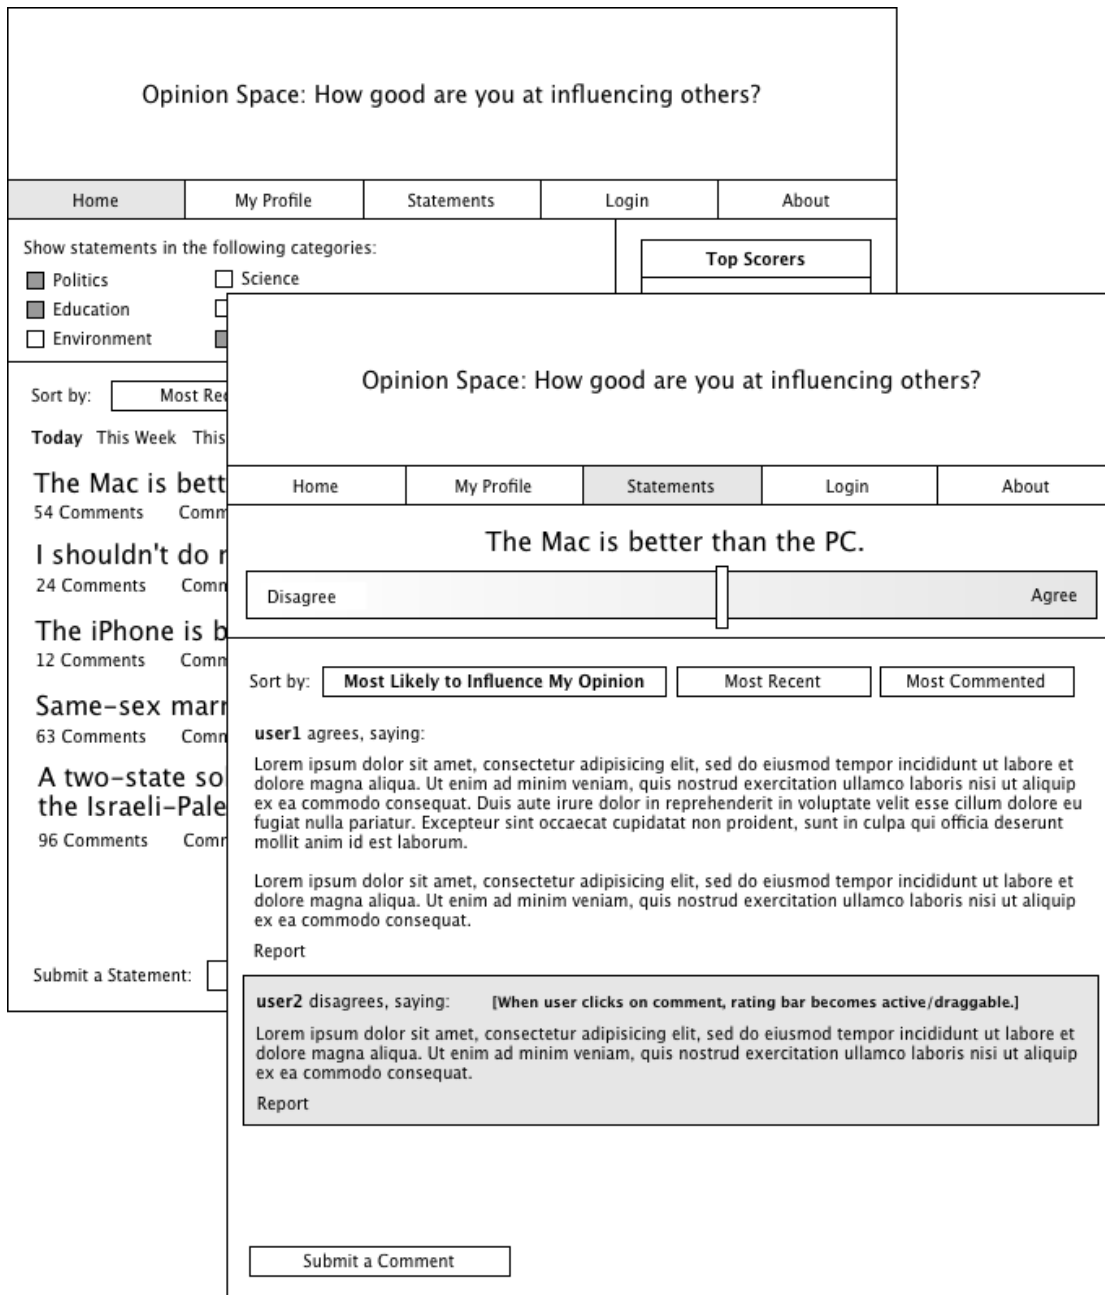 Opinion Space: How good are you at influencing others?
Home My Profile Statements Login About
Show statements in the following categories:
Politics Science
Education
Environment
Top Scorers
Sort by: Most
Today This Week This
The Mac is
54 Comments
I shouldn't do
24 Comments
The iPhone is
12 Comments
Same-sex
63 Comments
A two-state
the
96 Comments
Submit a Statement:
Opinion Space: How good are you at influencing others?
Home My Profile Statements Login About
The Mac is better than the PC.
Disagree Agree
Sort by: Most Likely to Influence My Opinion Most Recent Most Commented
user1 agrees, saying:
Lorem ipsum dolor sit amet, consectetur adipisicing elit, sed do eiusmod tempor incididunt ut labore et
dolore magna aliqua. Ut enim ad minim veniam, quis nostrud exercitation ullamco laboris nisi ut aliquip
ex ea commodo consequat. Duis aute irure dolor in reprehenderit in voluptate velit esse cillum dolore eu
fugiat nulla pariatur. Excepteur sint occaecat cupidatat non proident, sunt in culpa qui officia deserunt
mollit anim id est laborum.
Lorem ipsum dolor sit amet, consectetur adipisicing elit, sed do eiusmod tempor incididunt ut labore et
dolore magna aliqua. Ut enim ad minim veniam, quis nostrud exercitation ullamco laboris nisi ut aliquip
ex ea commodo consequat.
Report
user2 disagrees, saying: [When user clicks on comment, rating bar becomes active/draggable.]
Lorem ipsum dolor sit amet, consectetur adipisicing elit, sed do eiusmod tempor incididunt ut labore et
dolore magna aliqua. Ut enim ad minim veniam, quis nostrud exercitation ullamco laboris nisi ut aliquip
ex ea commodo consequat.
Report
Submit a Comment